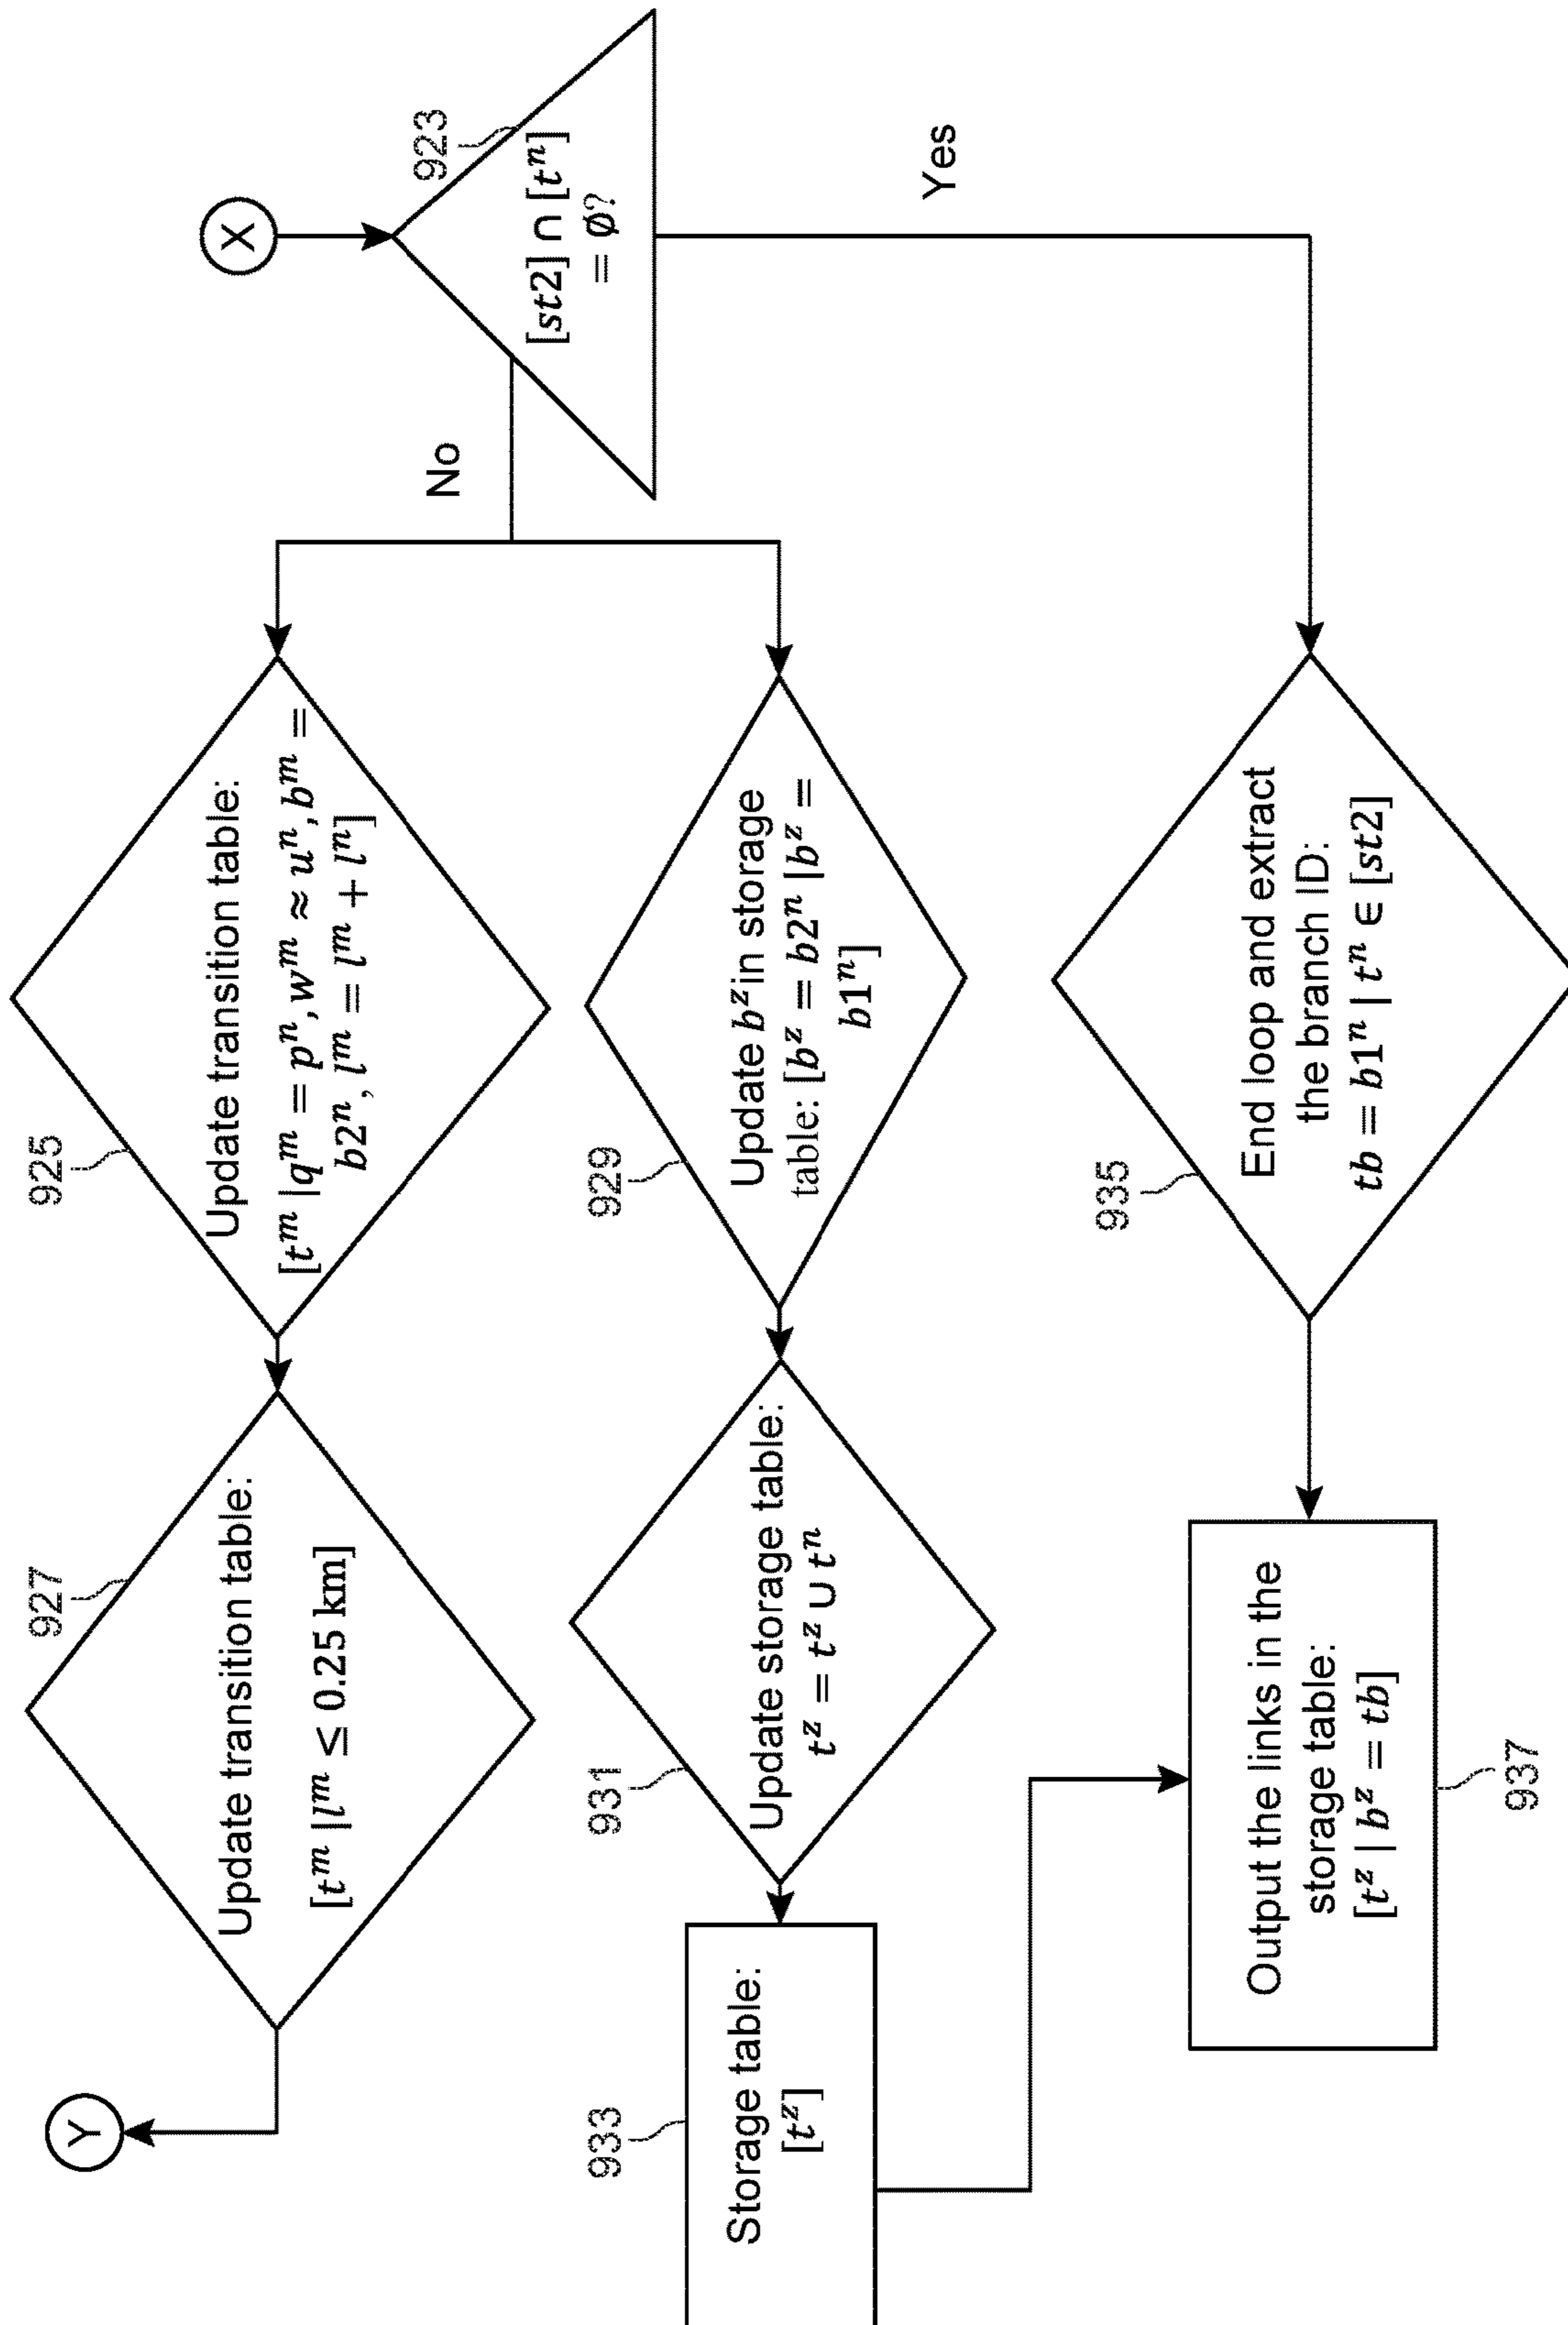 X
923
[st2] ∩ [tⁿ]
= ∅?
No
Yes
925
Update transition table:
[tᵐ |qᵐ = pⁿ, wᵐ ≈ uⁿ, bᵐ =
b2ⁿ, lᵐ = lᵐ + lⁿ]
927
Update transition table:
[tᵐ |lᵐ ≤ 0.25 km]
Y
929
Update bᶻ in storage
table: [bᶻ = b2ⁿ |bᶻ =
b1ⁿ]
931
Update storage table:
tᶻ = tᶻ ∪ tⁿ
933
Storage table:
[tᶻ]
935
End loop and extract
the branch ID:
tb = b1ⁿ | tⁿ ∈ [st2]
Output the links in the
storage table:
[tᶻ | bᶻ = tb]
937